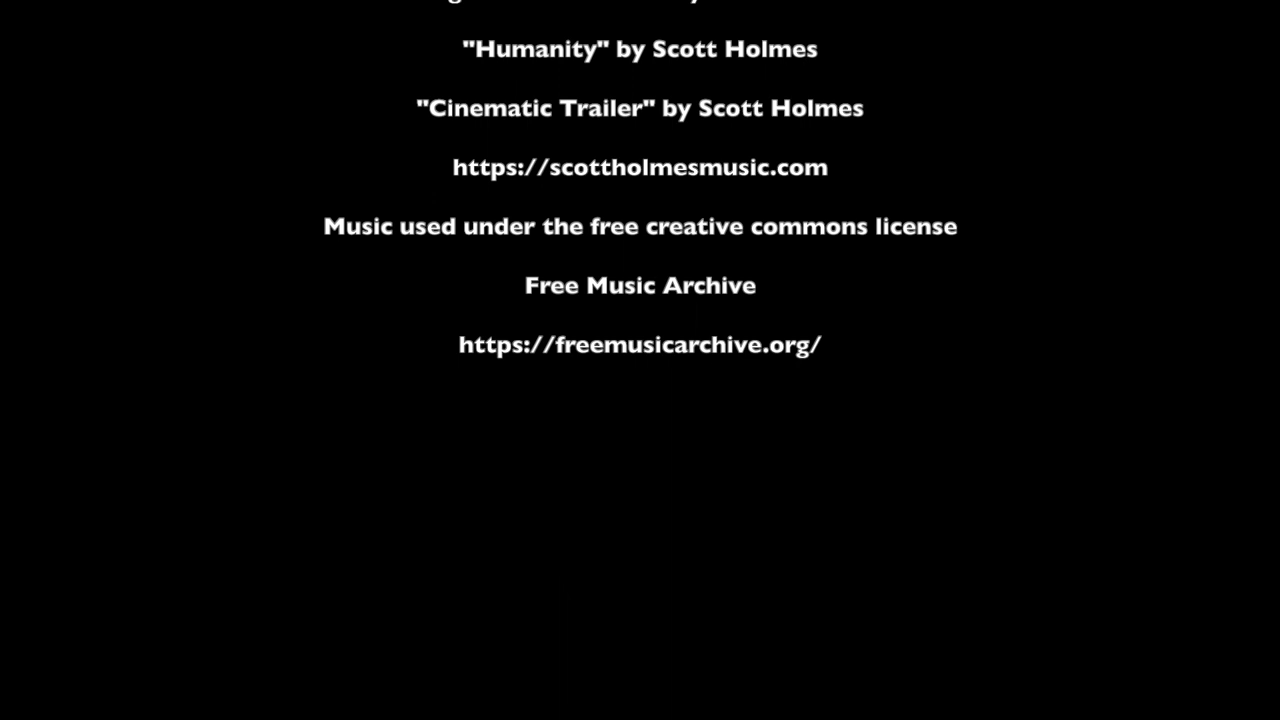 "Humanity" by Scott Holmes
"Cinematic Trailer" by Scott Holmes
https://scottholmesmusic.com
Music used under the free creative commons license
Free Music Archive
https://freemusicarchive.org/